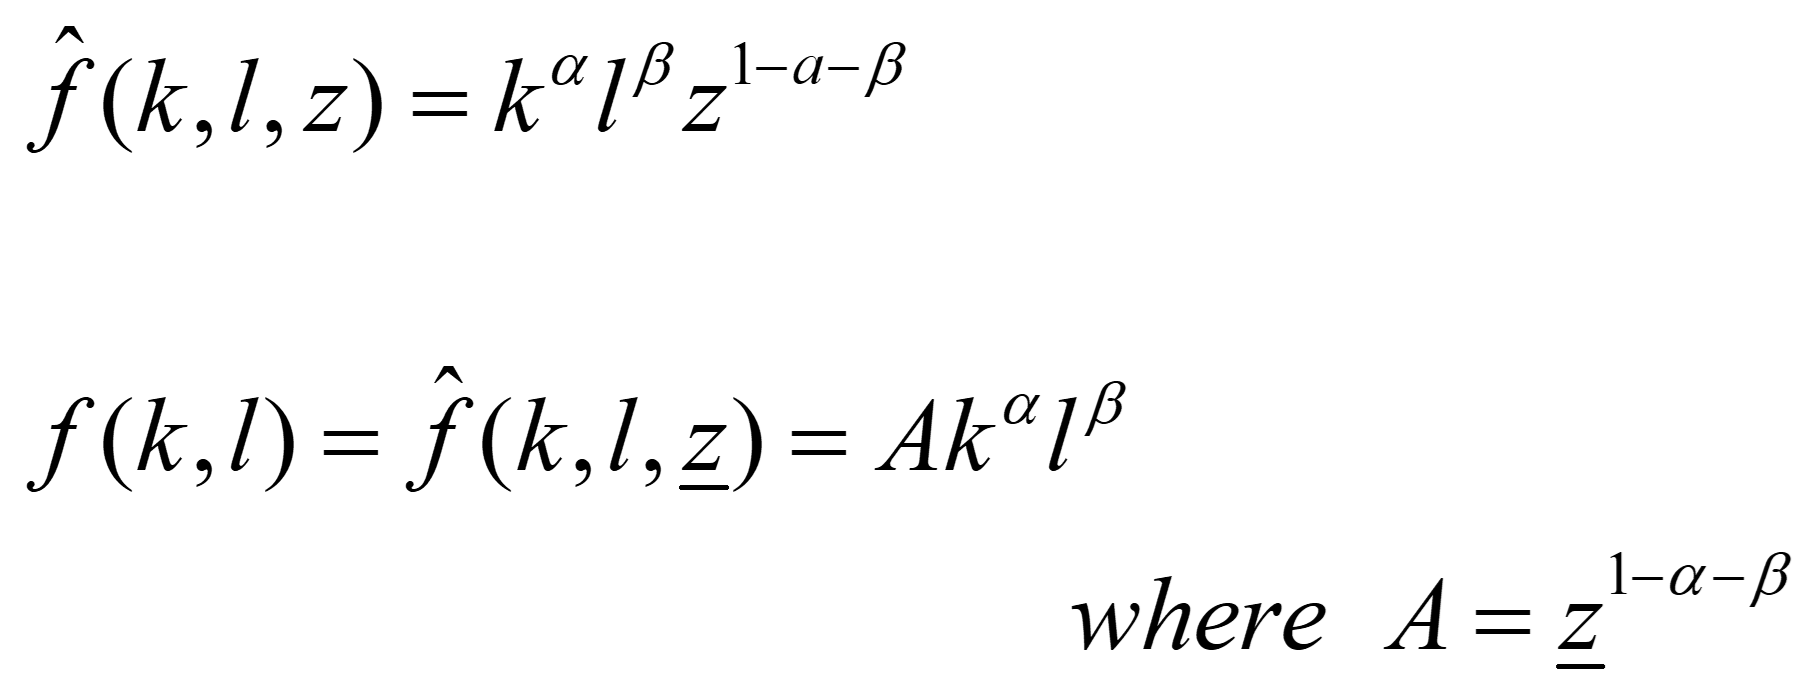 f̂(k,l,z) = k^α l^β z^{1−a−β}
f(k,l) = f̂(k,l,z̲) = Ak^α l^β
where A = z̲^{1−α−β}